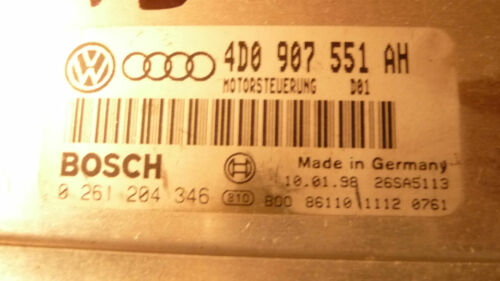 4D0 907 551 AH
MOTORSTEUERUNG D01
BOSCH
Made in Germany
10.01.98 26SA5113
0 261 204 346 810 B00 86110 1112 0761